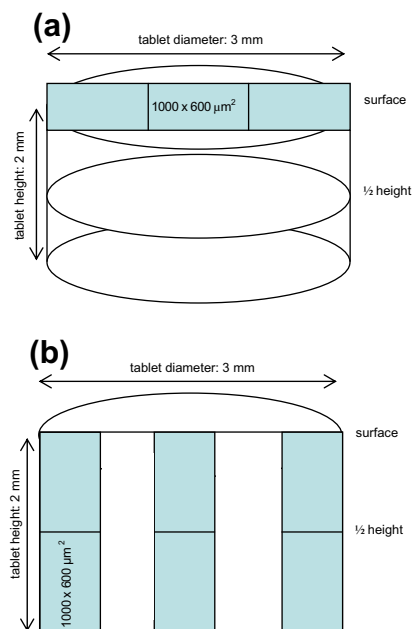 (a)
tablet diameter: 3 mm
1000 x 600 µm²
surface
tablet height: 2 mm
½ height
(b)
tablet diameter: 3 mm
surface
tablet height: 2 mm
½ height
1000 x 600 µm²